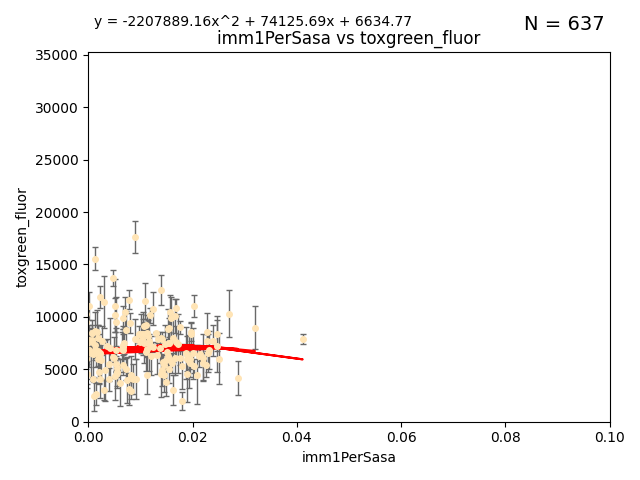 y = -2207889.16x^2 + 74125.69x + 6634.77
N = 637
imm1PerSasa vs toxgreen_fluor
35000
30000
25000
20000
15000
10000
5000
0
toxgreen_fluor
0.00 0.02 0.04 0.06 0.08 0.10
imm1PerSasa